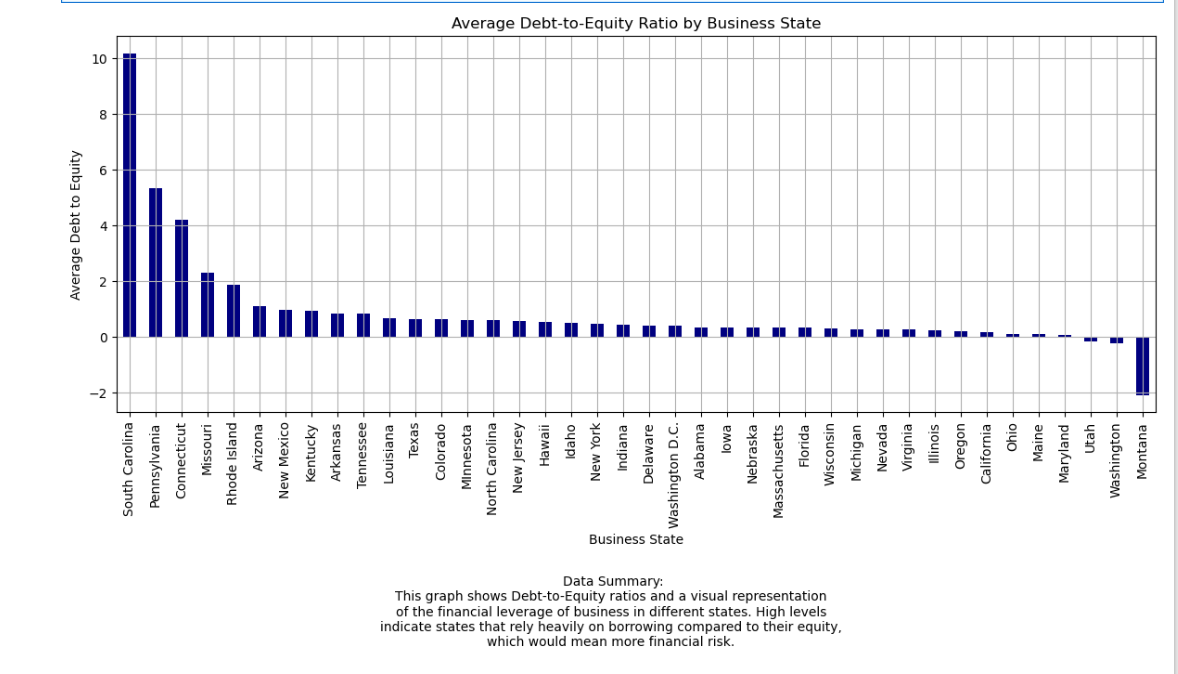 Average Debt-to-Equity Ratio by Business State
10
8
6
4
2
0
−2
Average Debt to Equity
South Carolina
Pennsylvania
Connecticut
Missouri
Rhode Island
Arizona
New Mexico
Kentucky
Arkansas
Tennessee
Louisiana
Texas
Colorado
MInnesota
North Carolina
New Jersey
Hawaii
Idaho
New York
Indiana
Delaware
Washington D.C.
Alabama
Iowa
Nebraska
Massachusetts
Florida
Wisconsin
Michigan
Nevada
Virginia
Illinois
Oregon
California
Ohio
Maine
Maryland
Utah
Washington
Montana
Business State
Data Summary:
This graph shows Debt-to-Equity ratios and a visual representation
of the financial leverage of business in different states. High levels
indicate states that rely heavily on borrowing compared to their equity,
which would mean more financial risk.